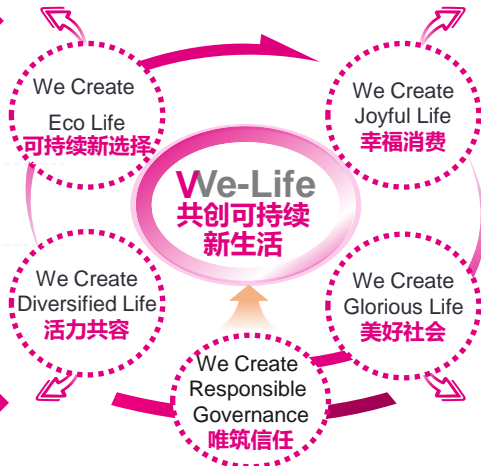 We Create
Eco Life
可持续新选择
We Create
Joyful Life
幸福消费
We-Life
共创可持续
新生活
We Create
Diversified Life
活力共容
We Create
Glorious Life
美好社会
We Create
Responsible
Governance
唯筑信任